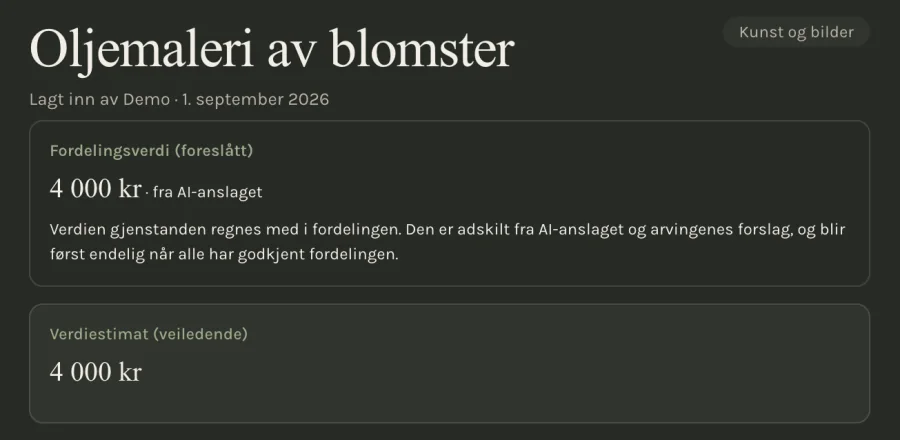 Oljemaleri av blomster
Kunst og bilder
Lagt inn av Demo · 1. september 2026
Fordelingsverdi (foreslått)
4 000 kr · fra AI-anslaget
Verdien gjenstanden regnes med i fordelingen. Den er adskilt fra AI-anslaget og arvingenes forslag, og blir
først endelig når alle har godkjent fordelingen.
Verdiestimat (veiledende)
4 000 kr